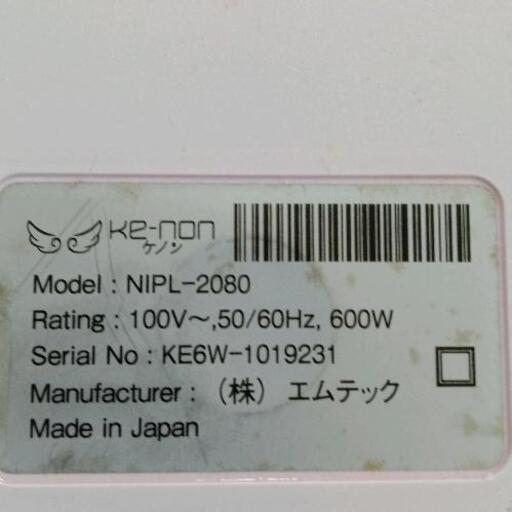 Ke-non
ケノン
Model : NIPL-2080
Rating : 100V～,50/60Hz, 600W
Serial No : KE6W-1019231
Manufacturer : （株） エムテック
Made in Japan